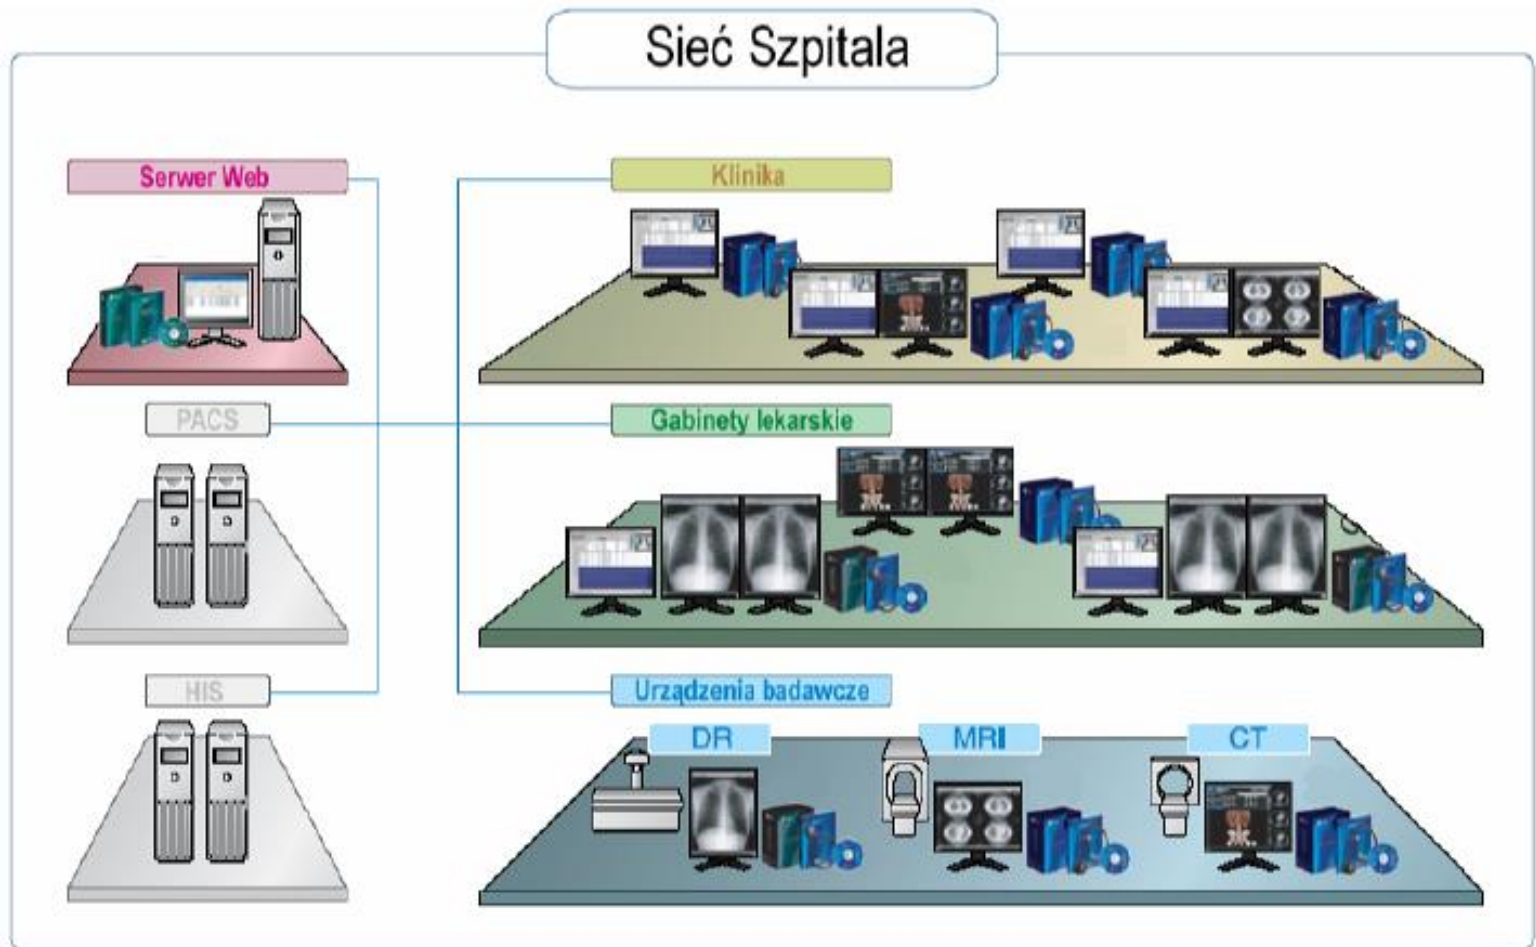 Sieć Szpitala
Serwer Web
Klinika
PACS
Gabinety lekarskie
HIS
Urządzenia badawcze
DR
MRI
CT